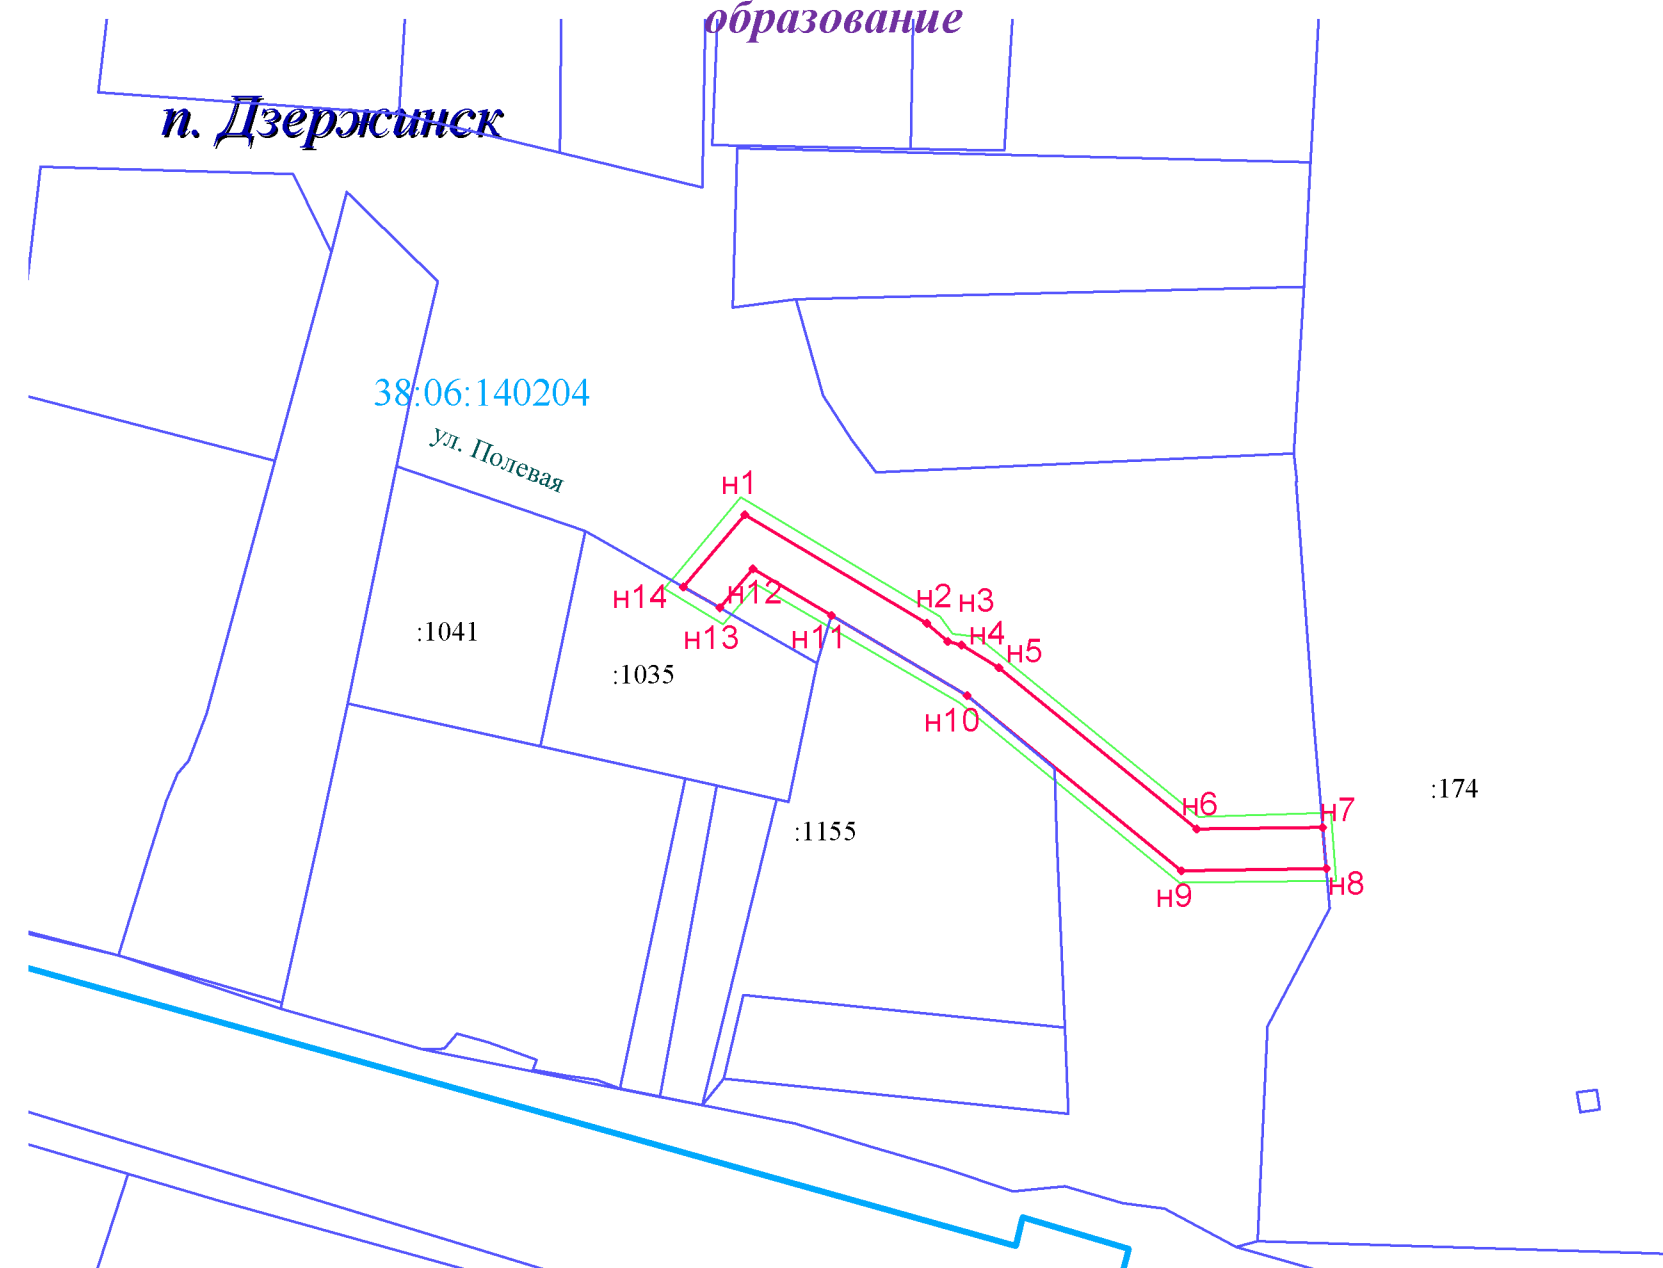 образование
п. Дзержинск
38:06:140204
ул. Полевая
н1
н2
н3
н4
н5
н6
н7
н8
н9
н10
н11
н12
н13
н14
:1041
:1035
:1155
:174